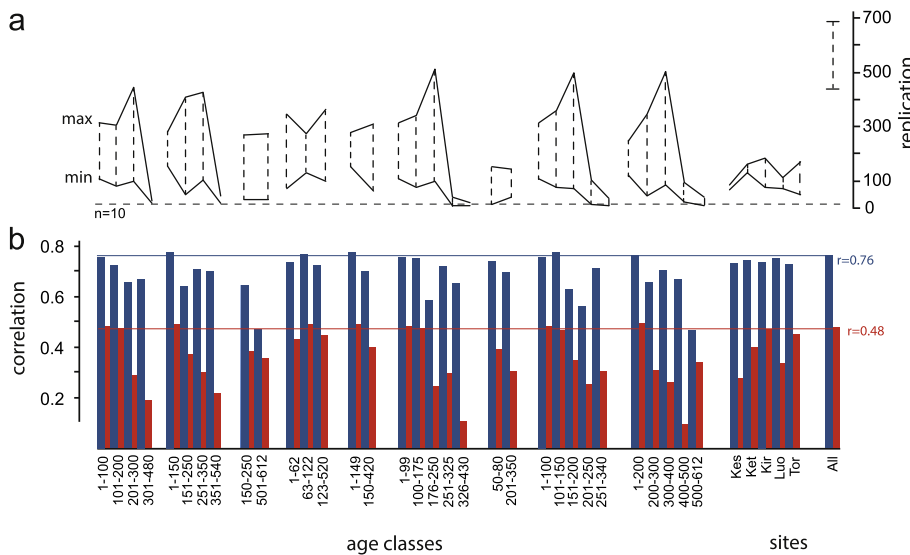 a
700
500
300
100
0
replication
max
min
n=10
b
0.8
0.6
0.4
0.2
correlation
r=0.76
r=0.48
1-100
101-200
201-300
301-480
1-150
151-250
251-350
351-540
150-250
501-612
1-62
63-122
123-520
1-149
150-420
1-99
100-175
176-250
251-325
326-430
50-80
201-350
1-100
101-150
151-200
201-250
251-340
1-200
200-300
300-400
400-500
500-612
Kes
Ket
Kir
Luo
Tor
All
age classes
sites